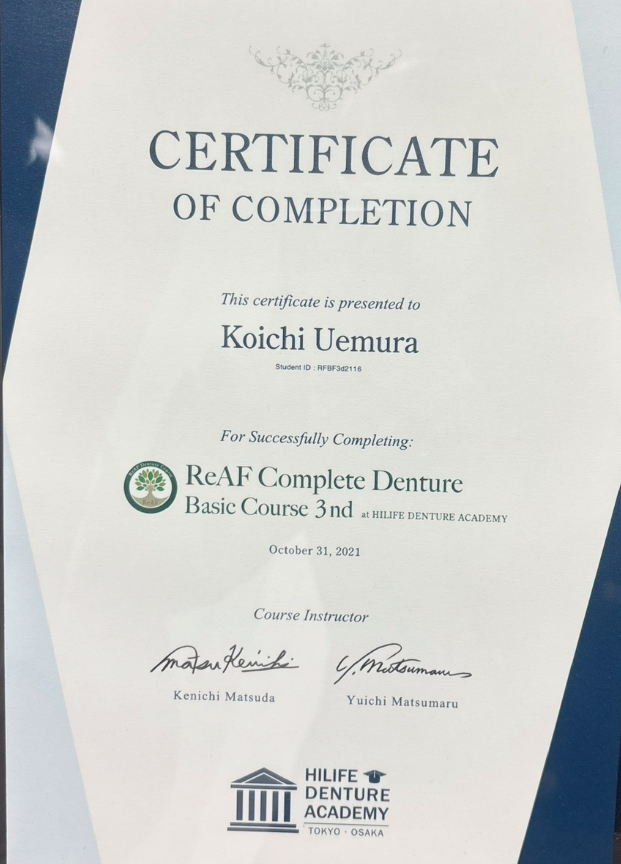 CERTIFICATE
OF COMPLETION
This certificate is presented to
Koichi Uemura
Student ID : RFBF3d2116
For Successfully Completing:
ReAF
ReAF Complete Denture
Basic Course 3nd at HILIFE DENTURE ACADEMY
October 31, 2021
Course Instructor
Kenichi Matsuda
Y. Matsumaru
Yuichi Matsumaru
HILIFE
DENTURE
ACADEMY
TOKYO · OSAKA